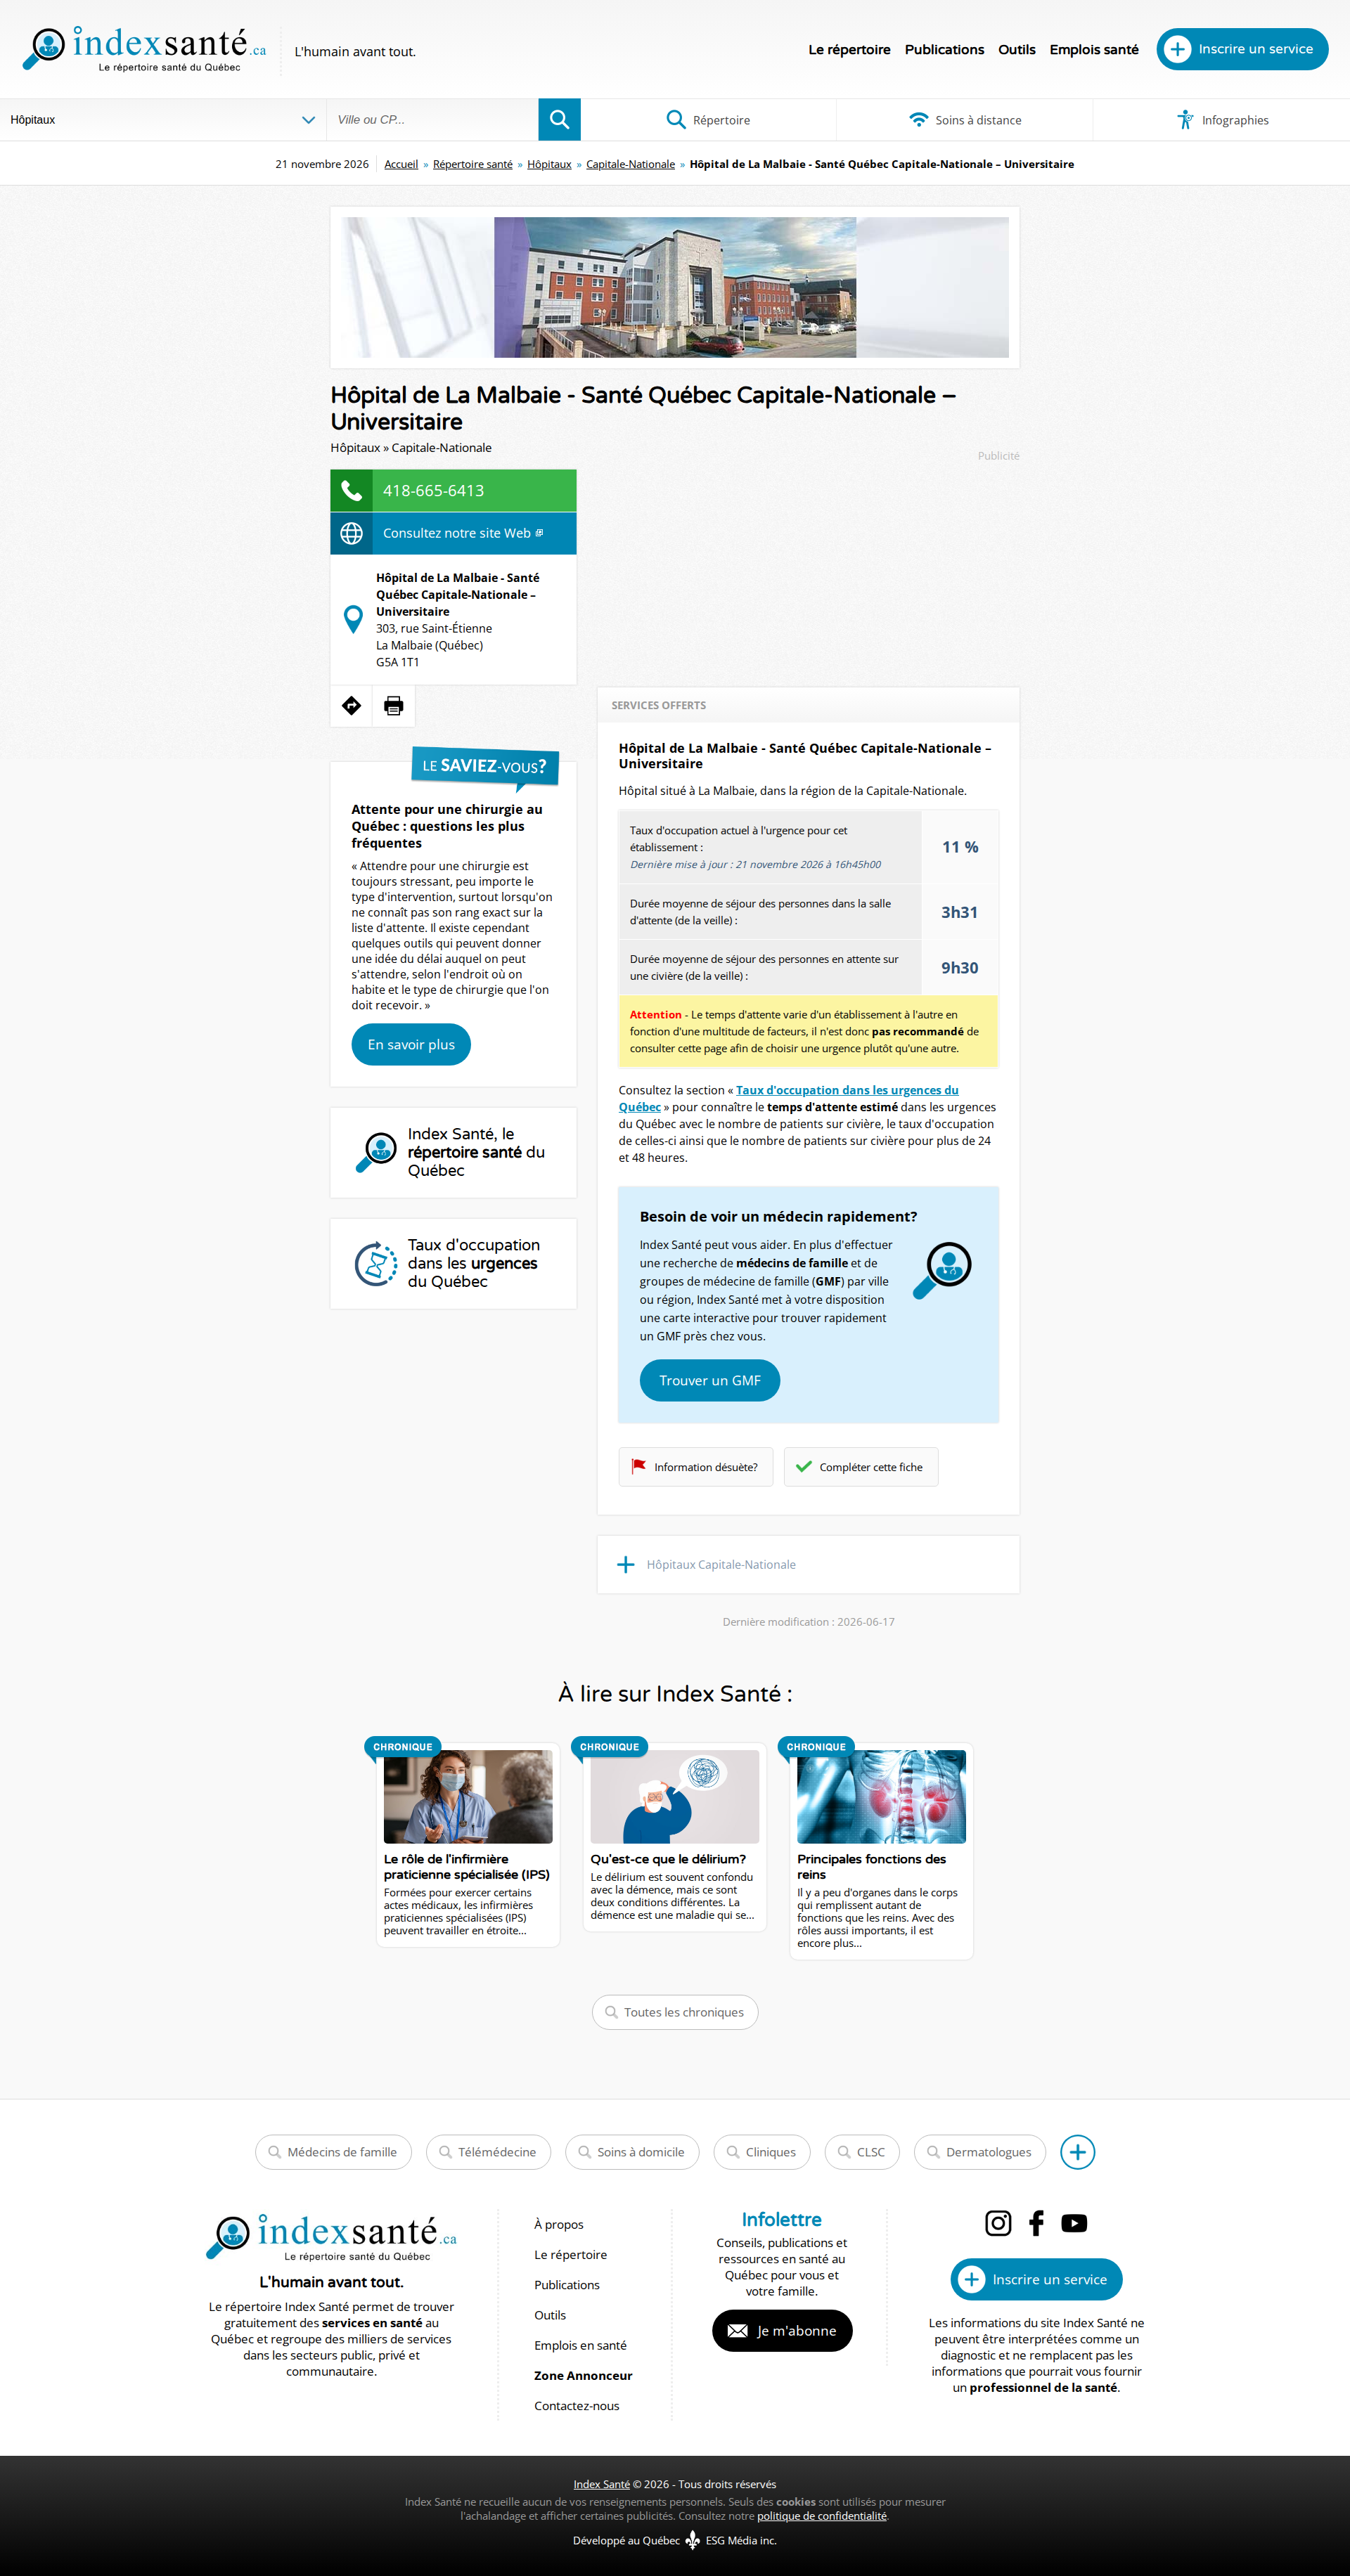 indexsanté.ca
Le répertoire santé du Québec
L'humain avant tout.
Le répertoire
Publications
Outils
Emplois santé
Inscrire un service
Hôpitaux
Ville ou CP...
Répertoire
Soins à distance
Infographies
21 novembre 2026
Accueil » Répertoire santé » Hôpitaux » Capitale-Nationale » Hôpital de La Malbaie - Santé Québec Capitale-Nationale – Universitaire
Hôpital de La Malbaie - Santé Québec Capitale-Nationale –
Universitaire
Hôpitaux » Capitale-Nationale
Publicité
418-665-6413
Consultez notre site Web
Hôpital de La Malbaie - Santé
Québec Capitale-Nationale –
Universitaire
303, rue Saint-Étienne
La Malbaie (Québec)
G5A 1T1
LE SAVIEZ-VOUS?
Attente pour une chirurgie au
Québec : questions les plus
fréquentes
« Attendre pour une chirurgie est
toujours stressant, peu importe le
type d'intervention, surtout lorsqu'on
ne connaît pas son rang exact sur la
liste d'attente. Il existe cependant
quelques outils qui peuvent donner
une idée du délai auquel on peut
s'attendre, selon l'endroit où on
habite et le type de chirurgie que l'on
doit recevoir. »
En savoir plus
Index Santé, le
répertoire santé du
Québec
Taux d'occupation
dans les urgences
du Québec
SERVICES OFFERTS
Hôpital de La Malbaie - Santé Québec Capitale-Nationale –
Universitaire
Hôpital situé à La Malbaie, dans la région de la Capitale-Nationale.
Taux d'occupation actuel à l'urgence pour cet
établissement :
Dernière mise à jour : 21 novembre 2026 à 16h45h00
11 %
Durée moyenne de séjour des personnes dans la salle
d'attente (de la veille) :
3h31
Durée moyenne de séjour des personnes en attente sur
une civière (de la veille) :
9h30
Attention - Le temps d'attente varie d'un établissement à l'autre en
fonction d'une multitude de facteurs, il n'est donc pas recommandé de
consulter cette page afin de choisir une urgence plutôt qu'une autre.
Consultez la section « Taux d'occupation dans les urgences du
Québec » pour connaître le temps d'attente estimé dans les urgences
du Québec avec le nombre de patients sur civière, le taux d'occupation
de celles-ci ainsi que le nombre de patients sur civière pour plus de 24
et 48 heures.
Besoin de voir un médecin rapidement?
Index Santé peut vous aider. En plus d'effectuer
une recherche de médecins de famille et de
groupes de médecine de famille (GMF) par ville
ou région, Index Santé met à votre disposition
une carte interactive pour trouver rapidement
un GMF près chez vous.
Trouver un GMF
Information désuète?
Compléter cette fiche
Hôpitaux Capitale-Nationale
Dernière modification : 2026-06-17
À lire sur Index Santé :
CHRONIQUE
Le rôle de l'infirmière
praticienne spécialisée (IPS)
Formées pour exercer certains
actes médicaux, les infirmières
praticiennes spécialisées (IPS)
peuvent travailler en étroite...
CHRONIQUE
Qu'est-ce que le délirium?
Le délirium est souvent confondu
avec la démence, mais ce sont
deux conditions différentes. La
démence est une maladie qui se...
CHRONIQUE
Principales fonctions des
reins
Il y a peu d'organes dans le corps
qui remplissent autant de
fonctions que les reins. Avec des
rôles aussi importants, il est
encore plus...
Toutes les chroniques
Médecins de famille
Télémédecine
Soins à domicile
Cliniques
CLSC
Dermatologues
indexsanté.ca
Le répertoire santé du Québec
L'humain avant tout.
Le répertoire Index Santé permet de trouver
gratuitement des services en santé au
Québec et regroupe des milliers de services
dans les secteurs public, privé et
communautaire.
À propos
Le répertoire
Publications
Outils
Emplois en santé
Zone Annonceur
Contactez-nous
Infolettre
Conseils, publications et
ressources en santé au
Québec pour vous et
votre famille.
Je m'abonne
Inscrire un service
Les informations du site Index Santé ne
peuvent être interprétées comme un
diagnostic et ne remplacent pas les
informations que pourrait vous fournir
un professionnel de la santé.
Index Santé © 2026 - Tous droits réservés
Index Santé ne recueille aucun de vos renseignements personnels. Seuls des cookies sont utilisés pour mesurer
l'achalandage et afficher certaines publicités. Consultez notre politique de confidentialité.
Développé au Québec ESG Média inc.